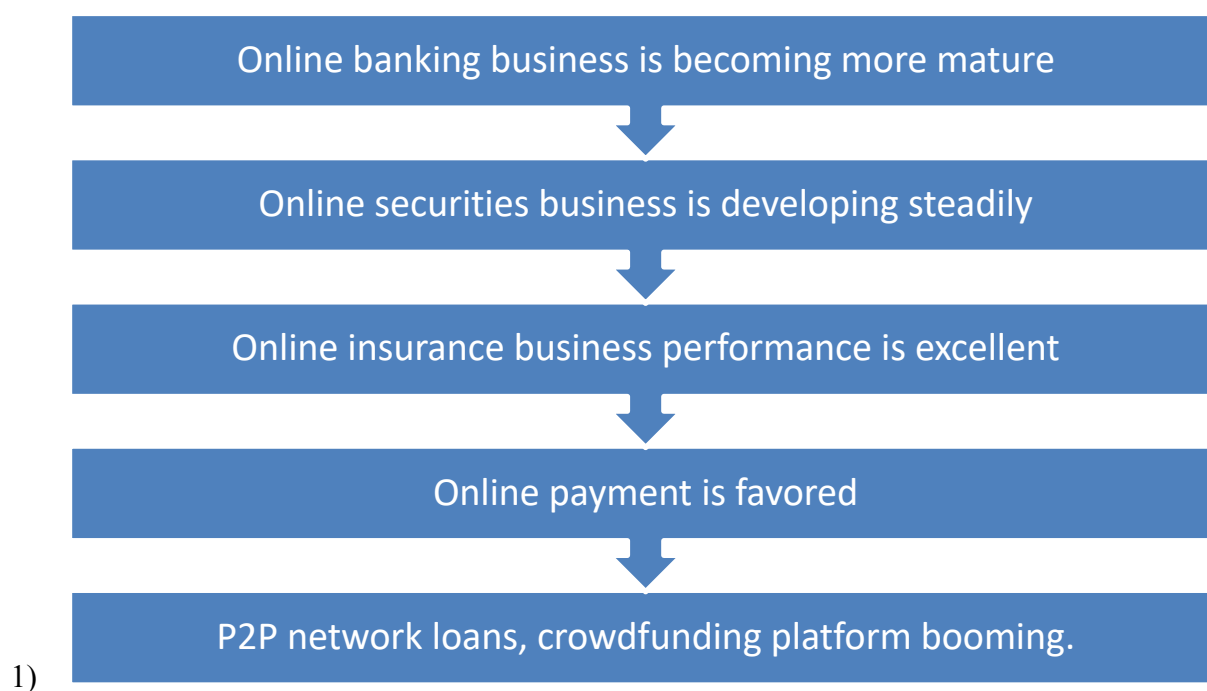 Online banking business is becoming more mature
Online securities business is developing steadily
Online insurance business performance is excellent
Online payment is favored
P2P network loans, crowdfunding platform booming.
1)